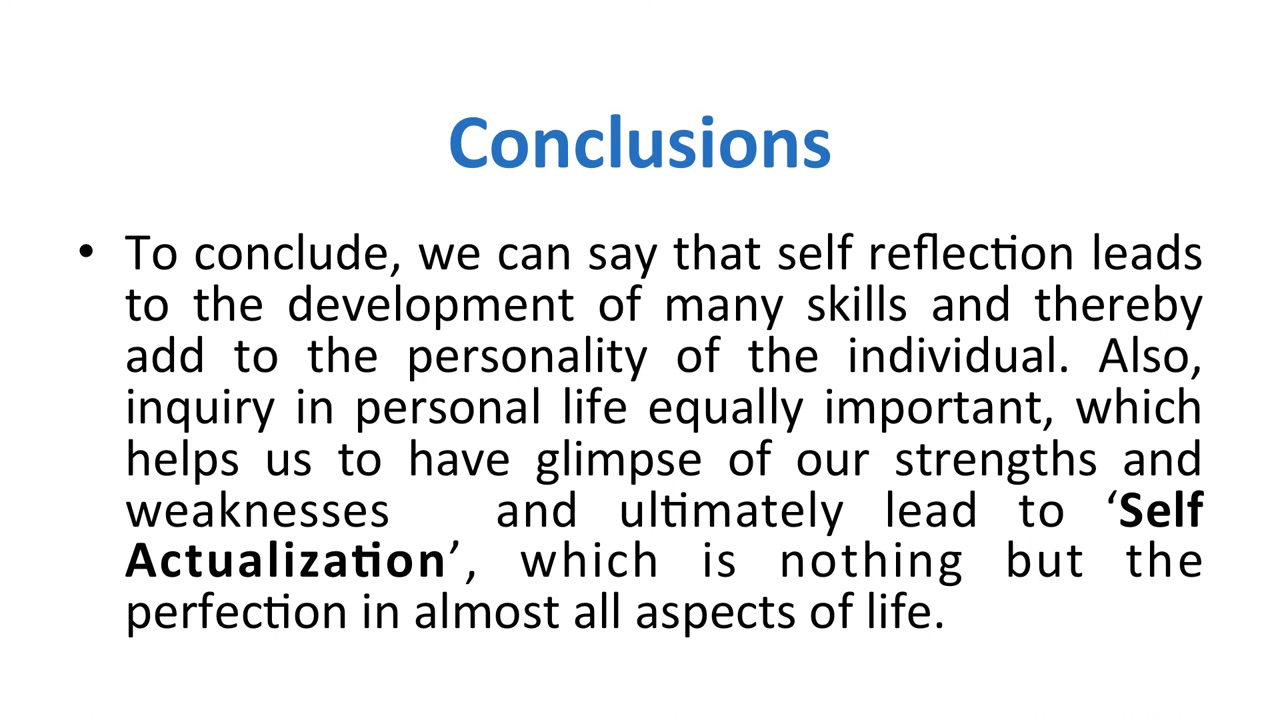 Conclusions
• To conclude, we can say that self reflection leads
to the development of many skills and thereby
add to the personality of the individual. Also,
inquiry in personal life equally important, which
helps us to have glimpse of our strengths and
weaknesses and ultimately lead to ‘Self
Actualization’, which is nothing but the
perfection in almost all aspects of life.